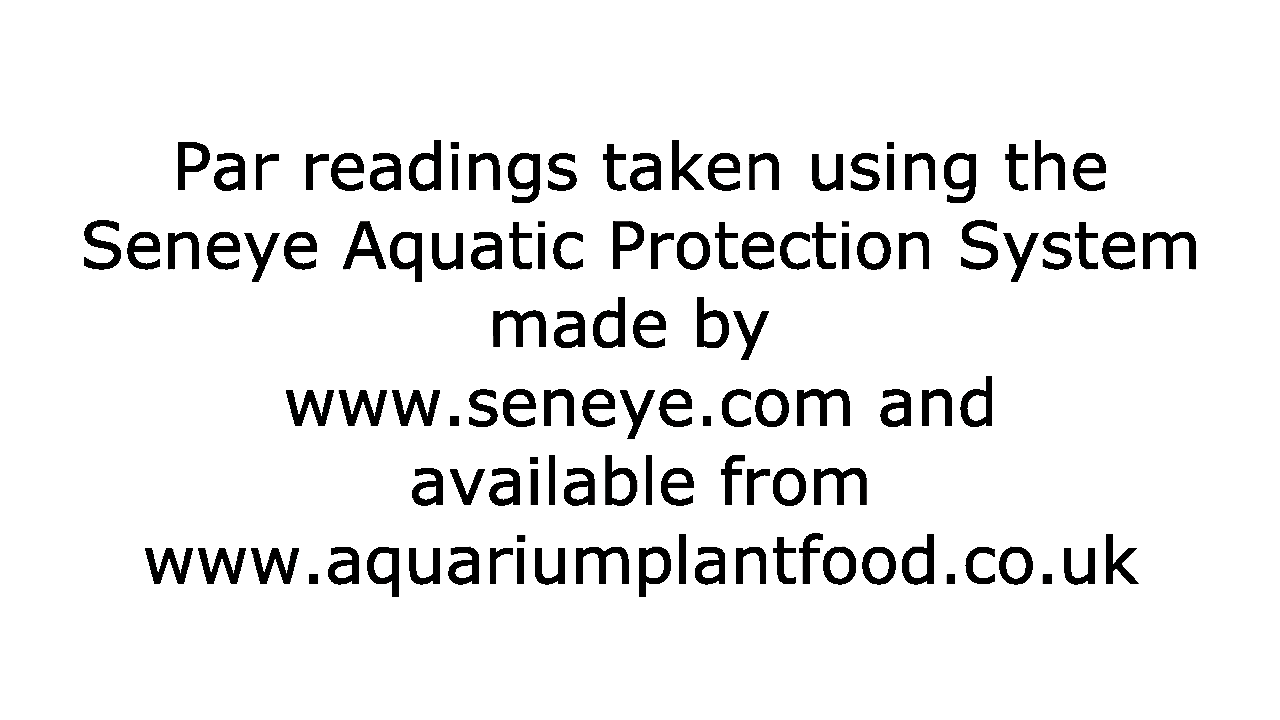 Par readings taken using the
Seneye Aquatic Protection System
made by
www.seneye.com and
available from
www.aquariumplantfood.co.uk